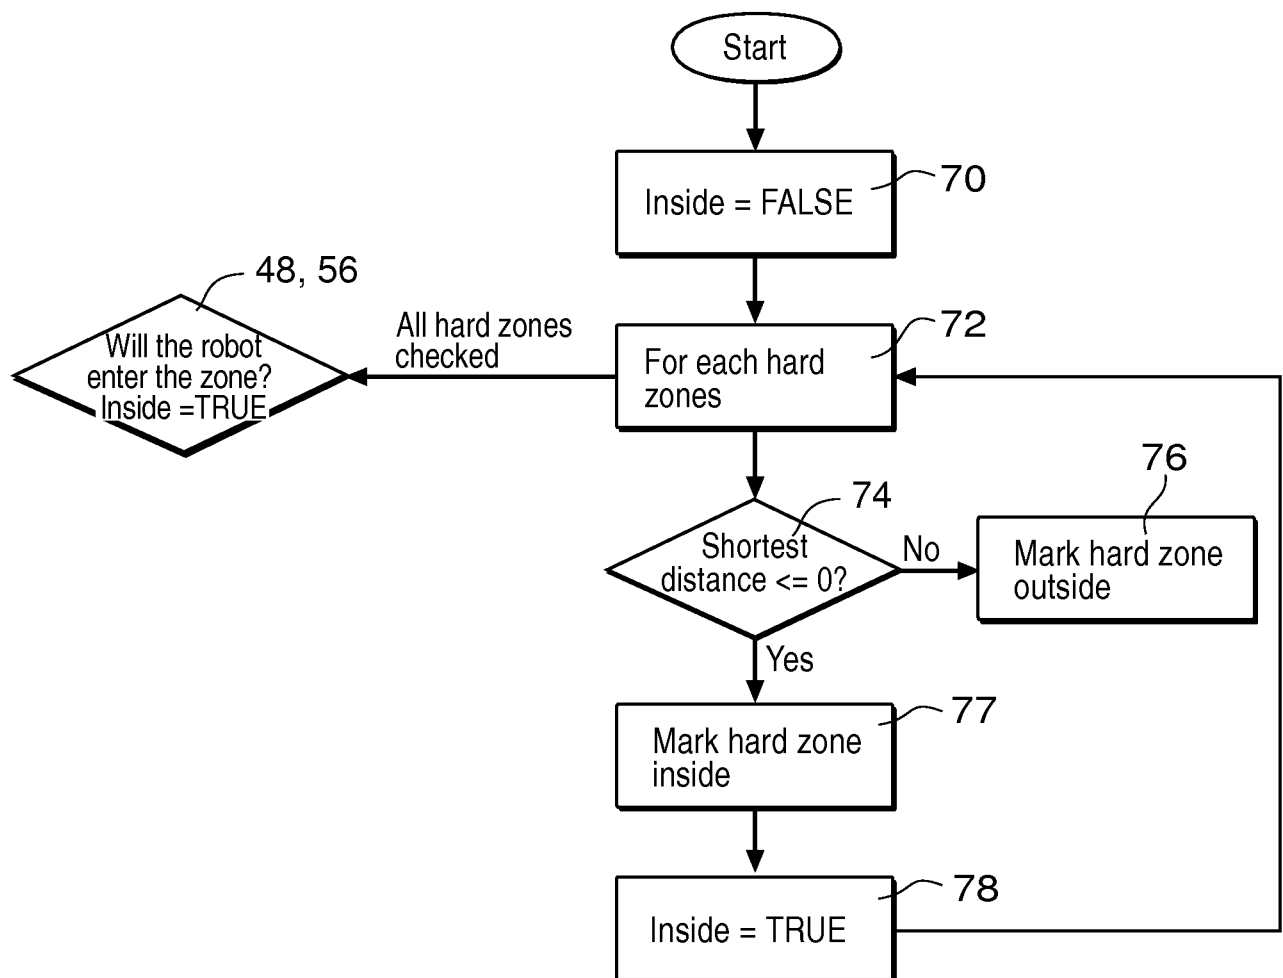 Start
Inside = FALSE
70
48, 56
Will the robot
enter the zone?
Inside =TRUE
All hard zones
checked
For each hard
zones
72
Shortest
distance <= 0?
74
No
Mark hard zone
outside
76
Yes
Mark hard zone
inside
77
Inside = TRUE
78